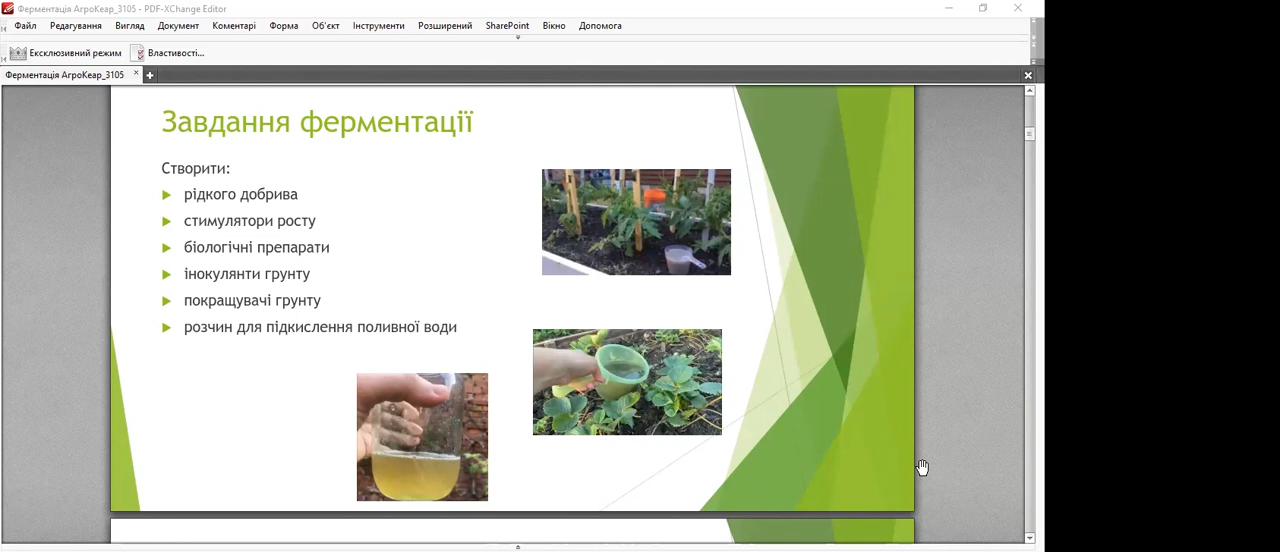 Ферментація АгроКеар_3105 - PDF-XChange Editor
Файл Редагування Вигляд Документ Коментарі Форма Об'єкт Інструменти Розширений SharePoint Вікно Допомога
Ексклюзивний режим Властивості...
Ферментація АгроКеар_3105
Завдання ферментації
Створити:
рідкого добрива
стимулятори росту
біологічні препарати
інокулянти грунту
покращувачі грунту
розчин для підкислення поливної води